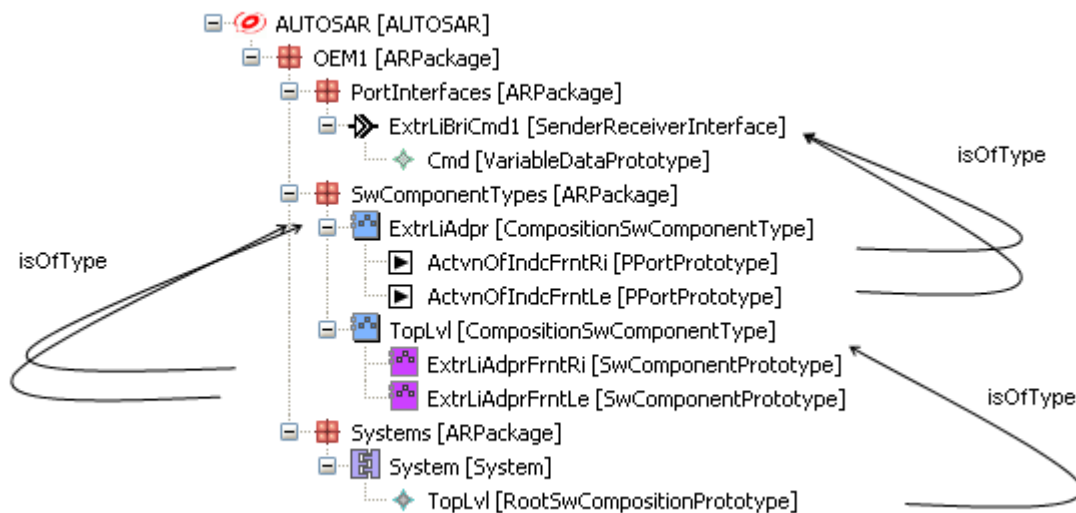 AUTOSAR [AUTOSAR]
OEM1 [ARPackage]
PortInterfaces [ARPackage]
ExtrLiBriCmd1 [SenderReceiverInterface]
Cmd [VariableDataPrototype]
isOfType
SwComponentTypes [ARPackage]
ExtrLiAdpr [CompositionSwComponentType]
isOfType
ActvnOfIndcFrntRi [PPortPrototype]
ActvnOfIndcFrntLe [PPortPrototype]
TopLvl [CompositionSwComponentType]
ExtrLiAdprFrntRi [SwComponentPrototype]
ExtrLiAdprFrntLe [SwComponentPrototype]
isOfType
Systems [ARPackage]
System [System]
TopLvl [RootSwCompositionPrototype]